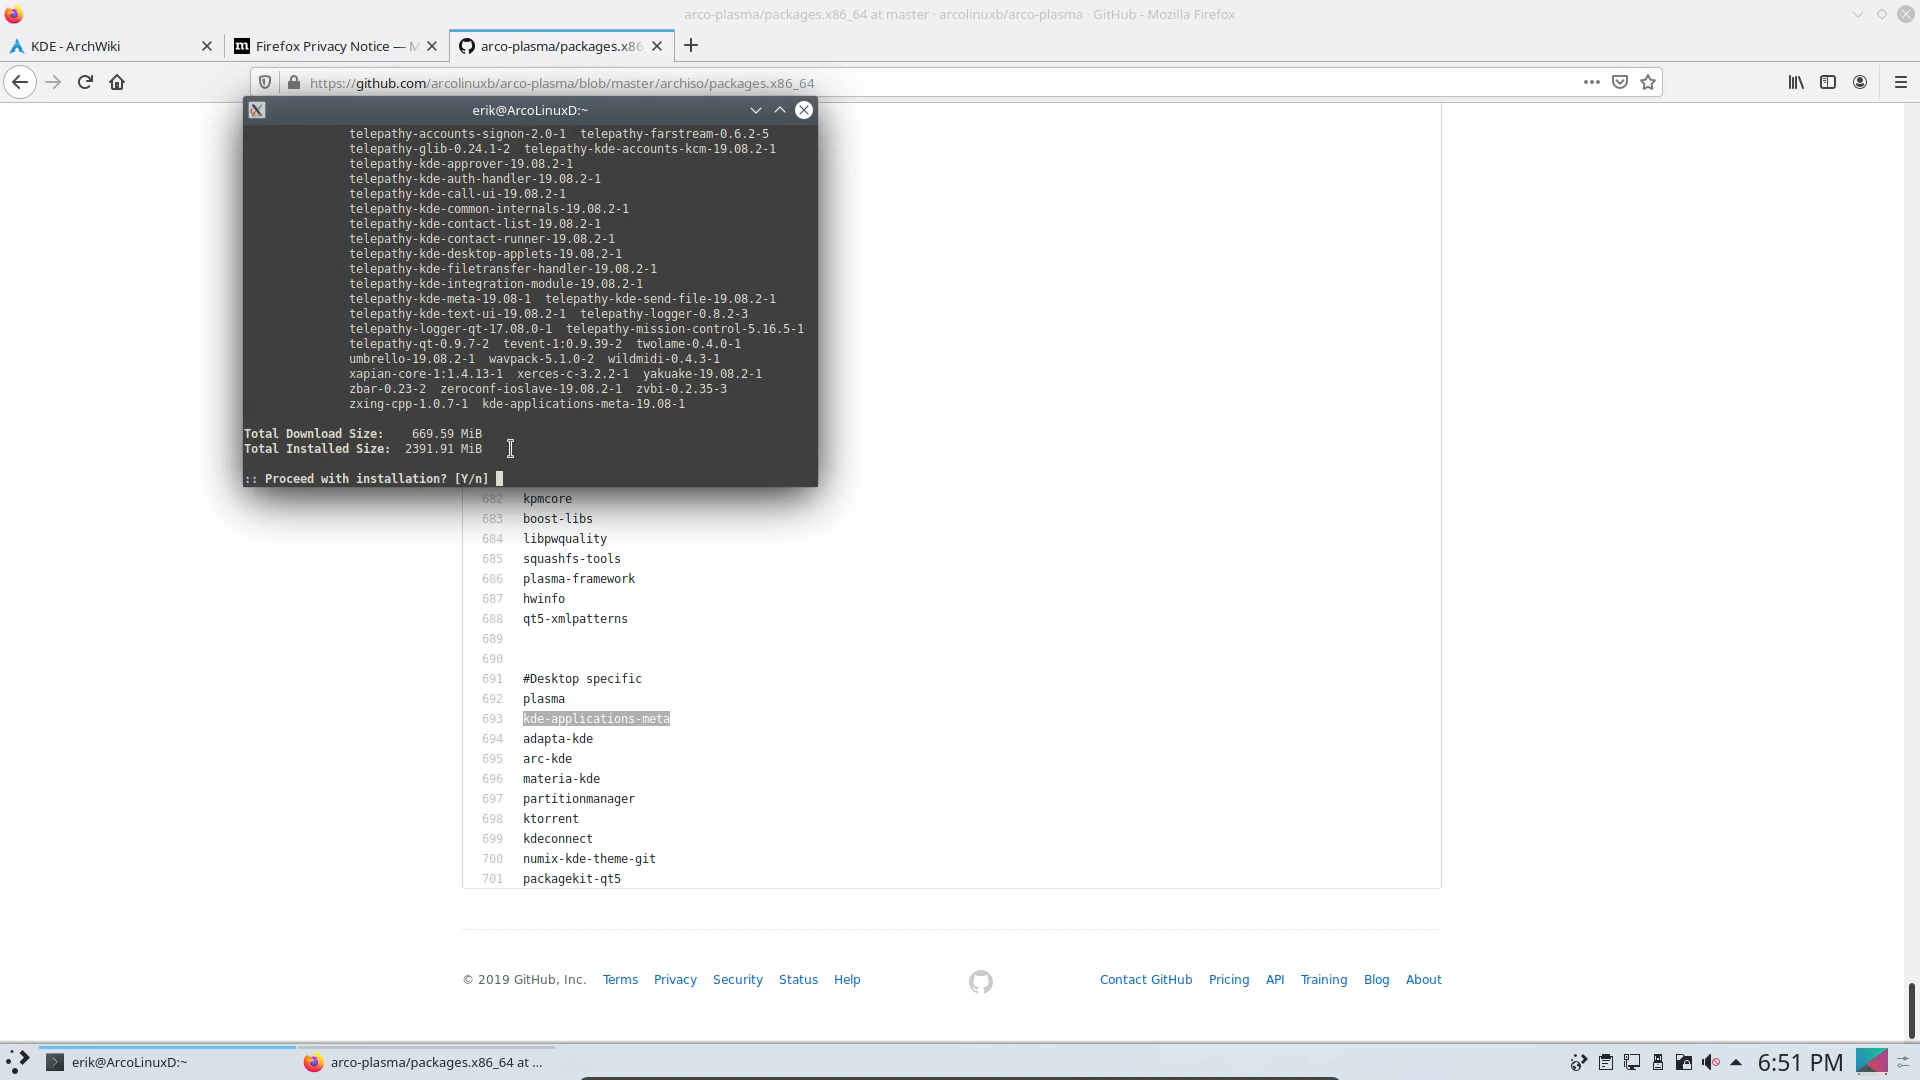 arco-plasma/packages.x86_64 at master · arcolinuxb/arco-plasma · GitHub - Mozilla Firefox
KDE - ArchWiki
Firefox Privacy Notice — M
arco-plasma/packages.x86
https://github.com/arcolinuxb/arco-plasma/blob/master/archiso/packages.x86_64
erik@ArcoLinuxD:~
telepathy-accounts-signon-2.0-1 telepathy-farstream-0.6.2-5
telepathy-glib-0.24.1-2 telepathy-kde-accounts-kcm-19.08.2-1
telepathy-kde-approver-19.08.2-1
telepathy-kde-auth-handler-19.08.2-1
telepathy-kde-call-ui-19.08.2-1
telepathy-kde-common-internals-19.08.2-1
telepathy-kde-contact-list-19.08.2-1
telepathy-kde-contact-runner-19.08.2-1
telepathy-kde-desktop-applets-19.08.2-1
telepathy-kde-filetransfer-handler-19.08.2-1
telepathy-kde-integration-module-19.08.2-1
telepathy-kde-meta-19.08-1 telepathy-kde-send-file-19.08.2-1
telepathy-kde-text-ui-19.08.2-1 telepathy-logger-0.8.2-3
telepathy-logger-qt-17.08.0-1 telepathy-mission-control-5.16.5-1
telepathy-qt-0.9.7-2 tevent-1:0.9.39-2 twolame-0.4.0-1
umbrello-19.08.2-1 wavpack-5.1.0-2 wildmidi-0.4.3-1
xapian-core-1:1.4.13-1 xerces-c-3.2.2-1 yakuake-19.08.2-1
zbar-0.23-2 zeroconf-ioslave-19.08.2-1 zvbi-0.2.35-3
zxing-cpp-1.0.7-1 kde-applications-meta-19.08-1
Total Download Size: 669.59 MiB
Total Installed Size: 2391.91 MiB
:: Proceed with installation? [Y/n]
682 kpmcore
683 boost-libs
684 libpwquality
685 squashfs-tools
686 plasma-framework
687 hwinfo
688 qt5-xmlpatterns
689
690
691 #Desktop specific
692 plasma
693 kde-applications-meta
694 adapta-kde
695 arc-kde
696 materia-kde
697 partitionmanager
698 ktorrent
699 kdeconnect
700 numix-kde-theme-git
701 packagekit-qt5
© 2019 GitHub, Inc. Terms Privacy Security Status Help Contact GitHub Pricing API Training Blog About
erik@ArcoLinuxD:~
arco-plasma/packages.x86_64 at ...
6:51 PM